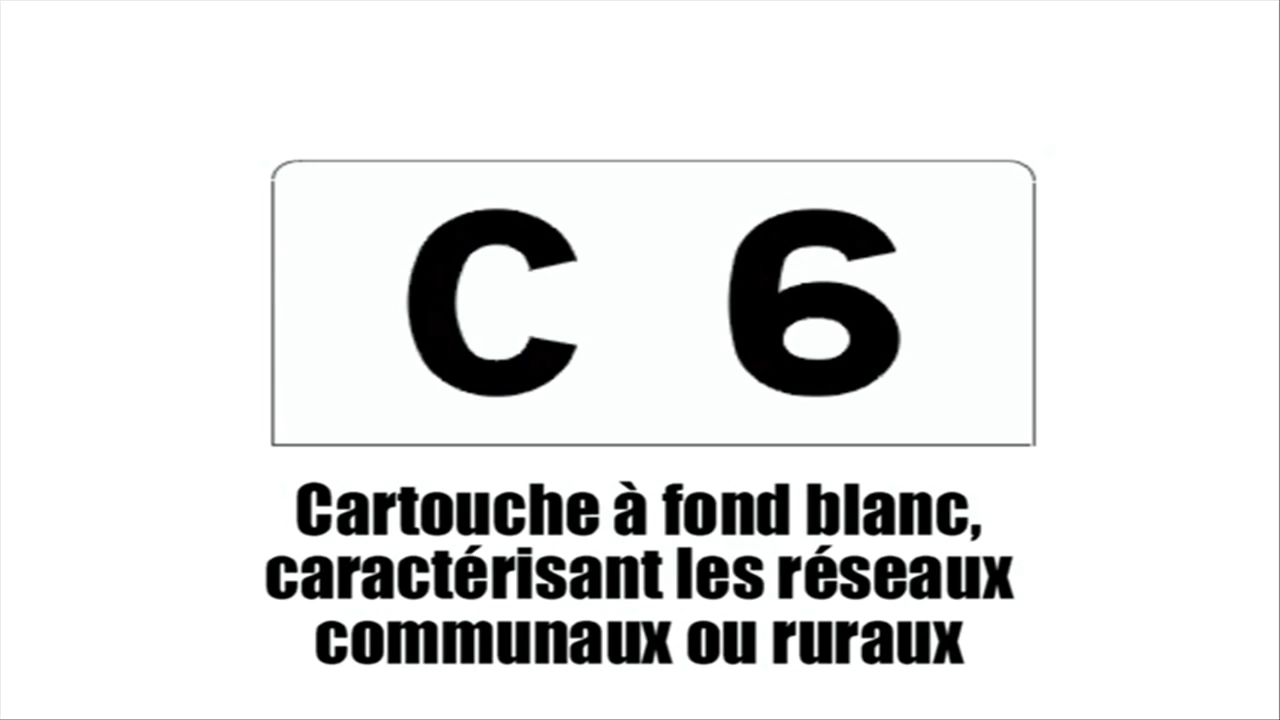 C 6
Cartouche à fond blanc,
caractérisant les réseaux
communaux ou ruraux